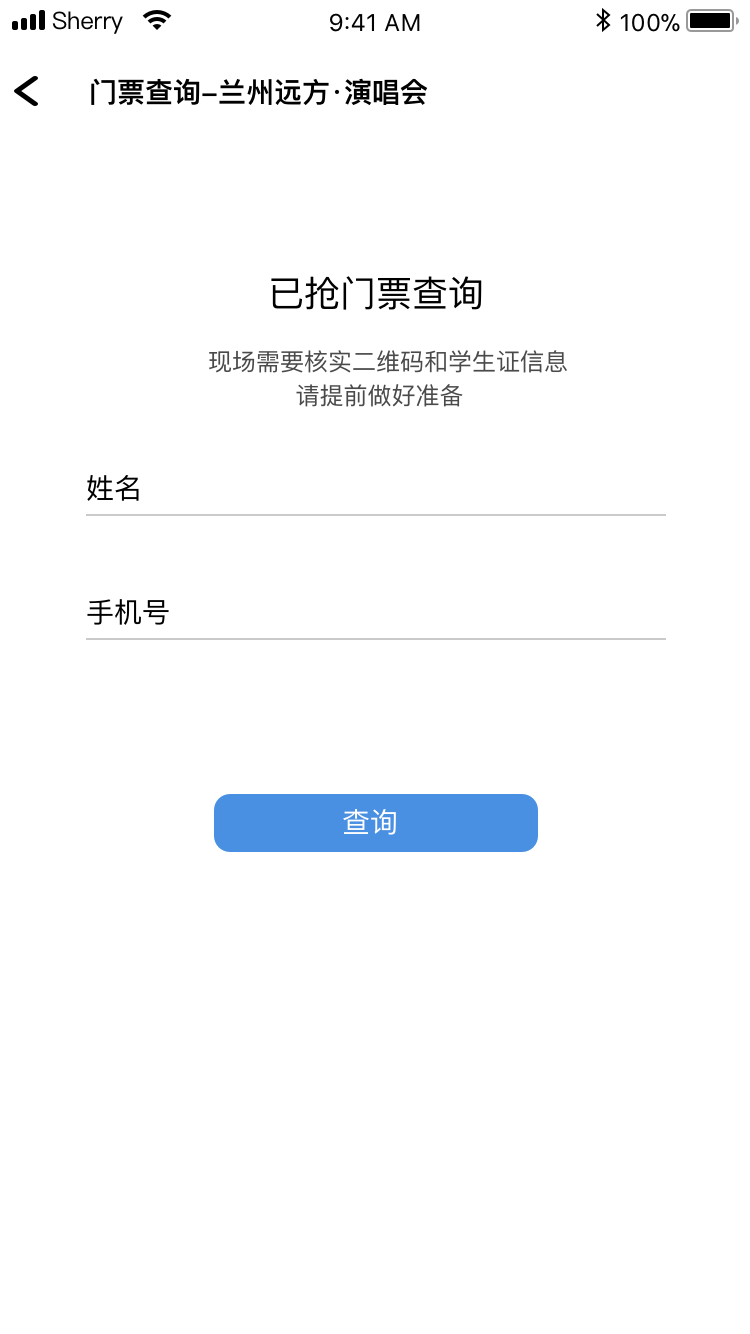 Sherry 9:41 AM 100%
门票查询–兰州远方·演唱会
已抢门票查询
现场需要核实二维码和学生证信息
请提前做好准备
姓名
手机号
查询